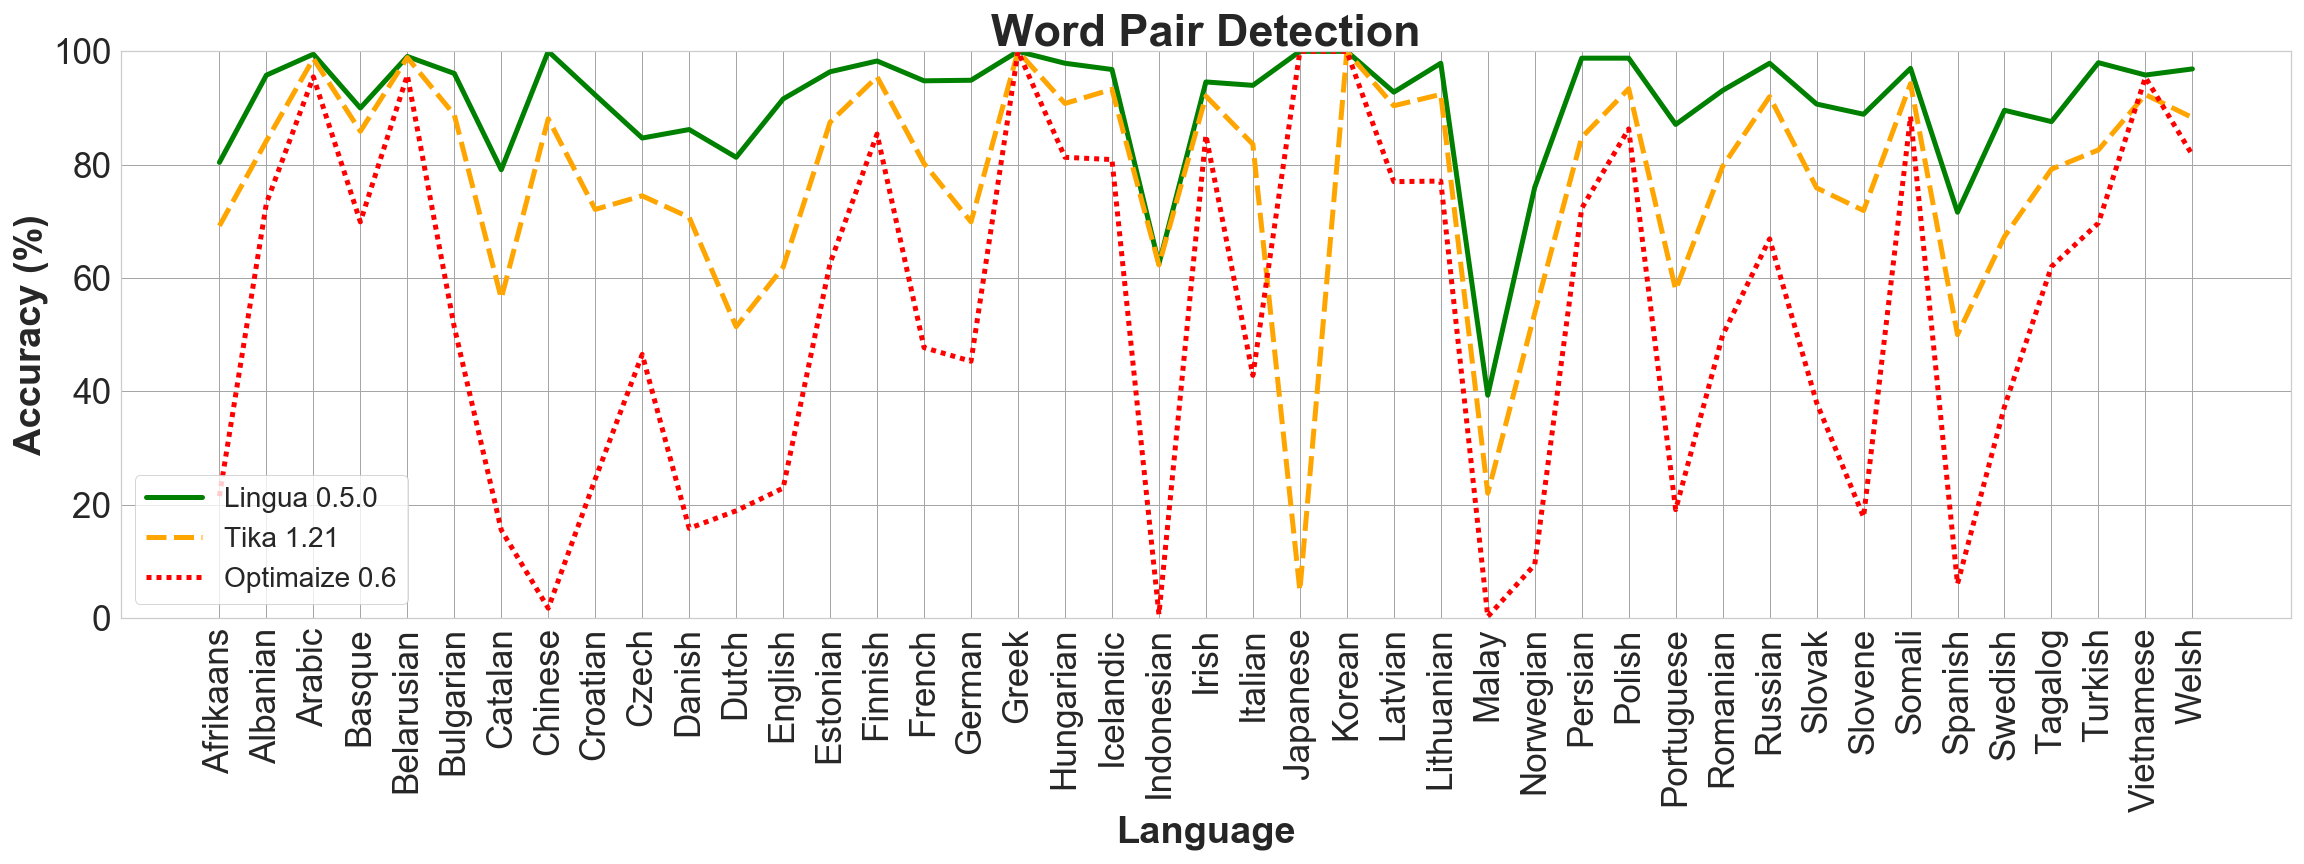 Word Pair Detection
Accuracy (%)
100
80
60
40
20
0
Lingua 0.5.0
Tika 1.21
Optimaize 0.6
Afrikaans
Albanian
Arabic
Basque
Belarusian
Bulgarian
Catalan
Chinese
Croatian
Czech
Danish
Dutch
English
Estonian
Finnish
French
German
Greek
Hungarian
Icelandic
Indonesian
Irish
Italian
Japanese
Korean
Latvian
Lithuanian
Malay
Norwegian
Persian
Polish
Portuguese
Romanian
Russian
Slovak
Slovene
Somali
Spanish
Swedish
Tagalog
Turkish
Vietnamese
Welsh
Language